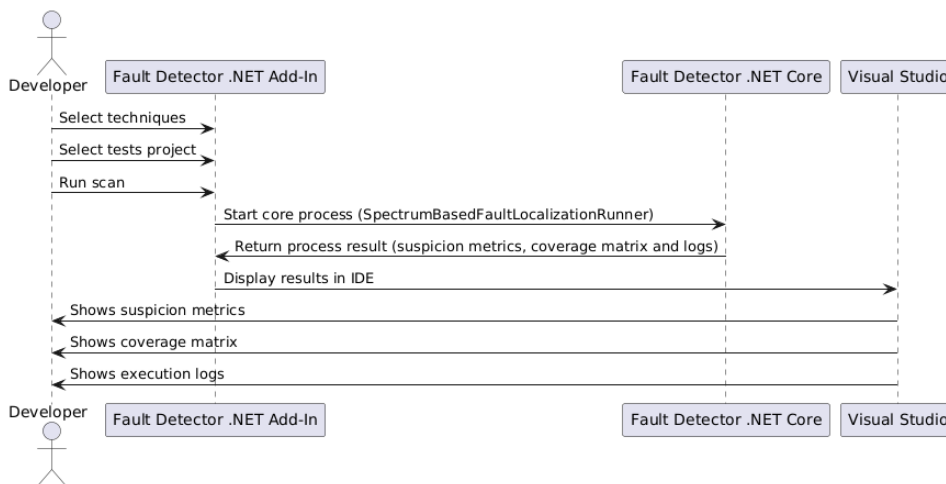 Developer
Fault Detector .NET Add-In
Fault Detector .NET Core
Visual Studio
Select techniques
Select tests project
Run scan
Start core process (SpectrumBasedFaultLocalizationRunner)
Return process result (suspicion metrics, coverage matrix and logs)
Display results in IDE
Shows suspicion metrics
Shows coverage matrix
Shows execution logs
Developer
Fault Detector .NET Add-In
Fault Detector .NET Core
Visual Studio